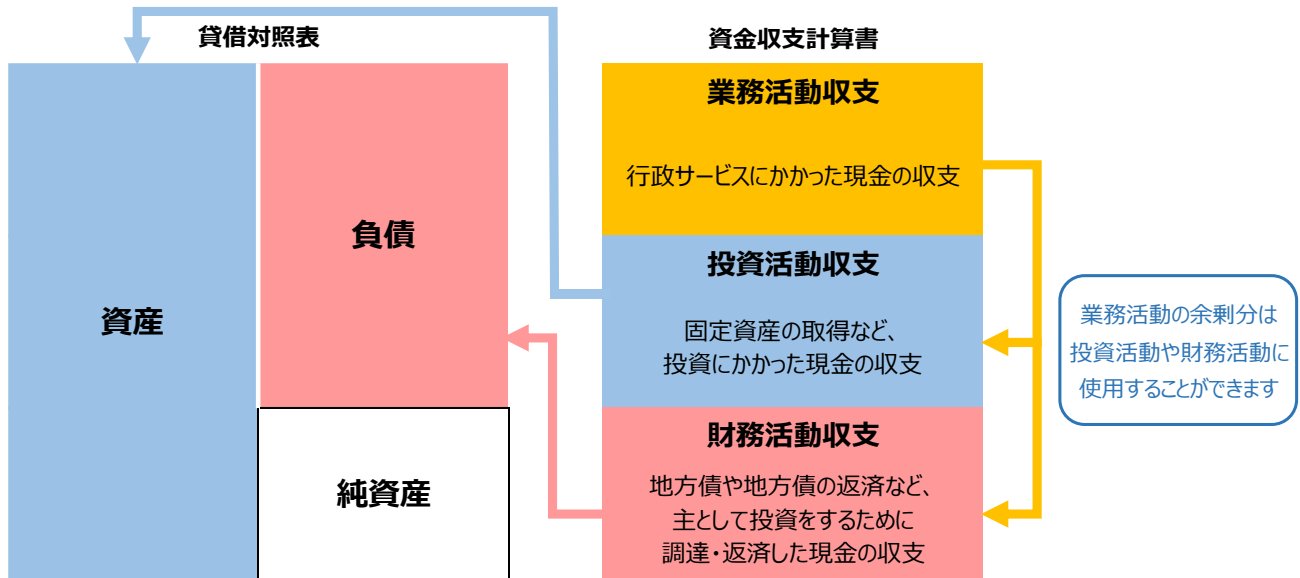 貸借対照表
資産
負債
純資産
資金収支計算書
業務活動収支
行政サービスにかかった現金の収支
投資活動収支
固定資産の取得など、
投資にかかった現金の収支
財務活動収支
地方債や地方債の返済など、
主として投資をするために
調達・返済した現金の収支
業務活動の余剰分は
投資活動や財務活動に
使用することができます